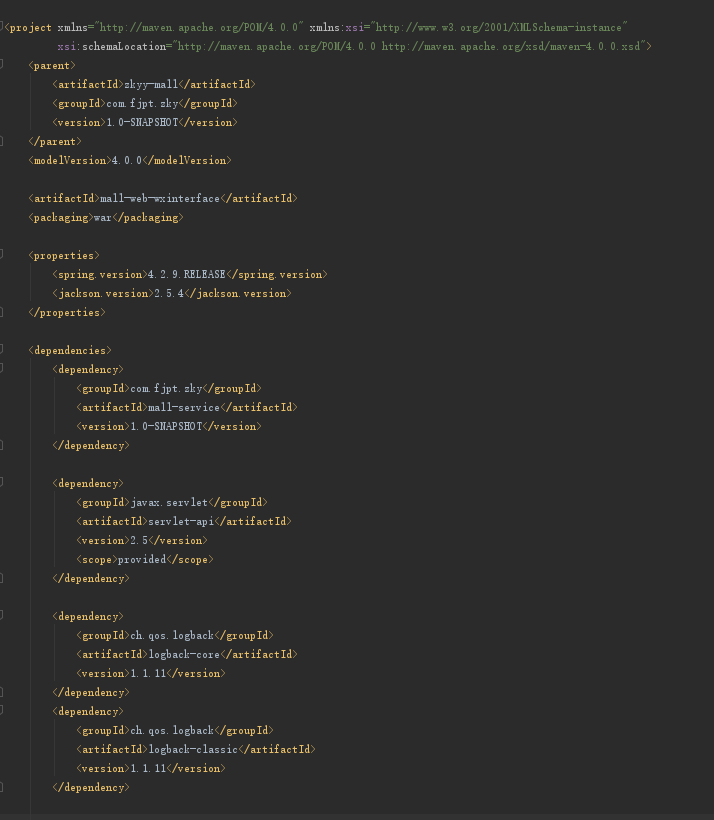 <project xmlns="http://maven.apache.org/POM/4.0.0" xmlns:xsi="http://www.w3.org/2001/XMLSchema-instance"
xsi:schemaLocation="http://maven.apache.org/POM/4.0.0 http://maven.apache.org/xsd/maven-4.0.0.xsd">
<parent>
<artifactId>zkyy-mall</artifactId>
<groupId>com.fjpt.zky</groupId>
<version>1.0-SNAPSHOT</version>
</parent>
<modelVersion>4.0.0</modelVersion>
<artifactId>mall-web-wxinterface</artifactId>
<packaging>war</packaging>
<properties>
<spring.version>4.2.9.RELEASE</spring.version>
<jackson.version>2.5.4</jackson.version>
</properties>
<dependencies>
<dependency>
<groupId>com.fjpt.zky</groupId>
<artifactId>mall-service</artifactId>
<version>1.0-SNAPSHOT</version>
</dependency>
<dependency>
<groupId>javax.servlet</groupId>
<artifactId>servlet-api</artifactId>
<version>2.5</version>
<scope>provided</scope>
</dependency>
<dependency>
<groupId>ch.qos.logback</groupId>
<artifactId>logback-core</artifactId>
<version>1.1.11</version>
</dependency>
<dependency>
<groupId>ch.qos.logback</groupId>
<artifactId>logback-classic</artifactId>
<version>1.1.11</version>
</dependency>